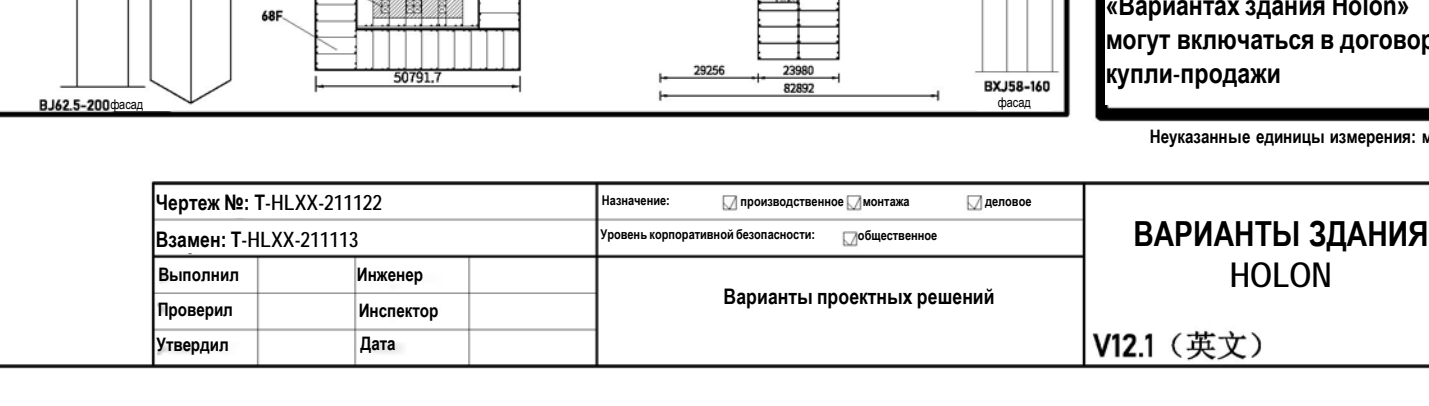 «Вариантах здания Holon»
могут включаться в договор
купли-продажи
68F
50791.7
29256
23980
82892
BJ62.5-200 фасад
BXJ58-160
фасад
Неуказанные единицы измерения: м
Чертеж №: T-HLXX-211122
Взамен: T-HLXX-211113
Выполнил Инженер
Проверил Инспектор
Утвердил Дата
Назначение: производственное монтажа деловое
Уровень корпоративной безопасности: общественное
Варианты проектных решений
ВАРИАНТЫ ЗДАНИЯ
HOLON
V12.1（英文）